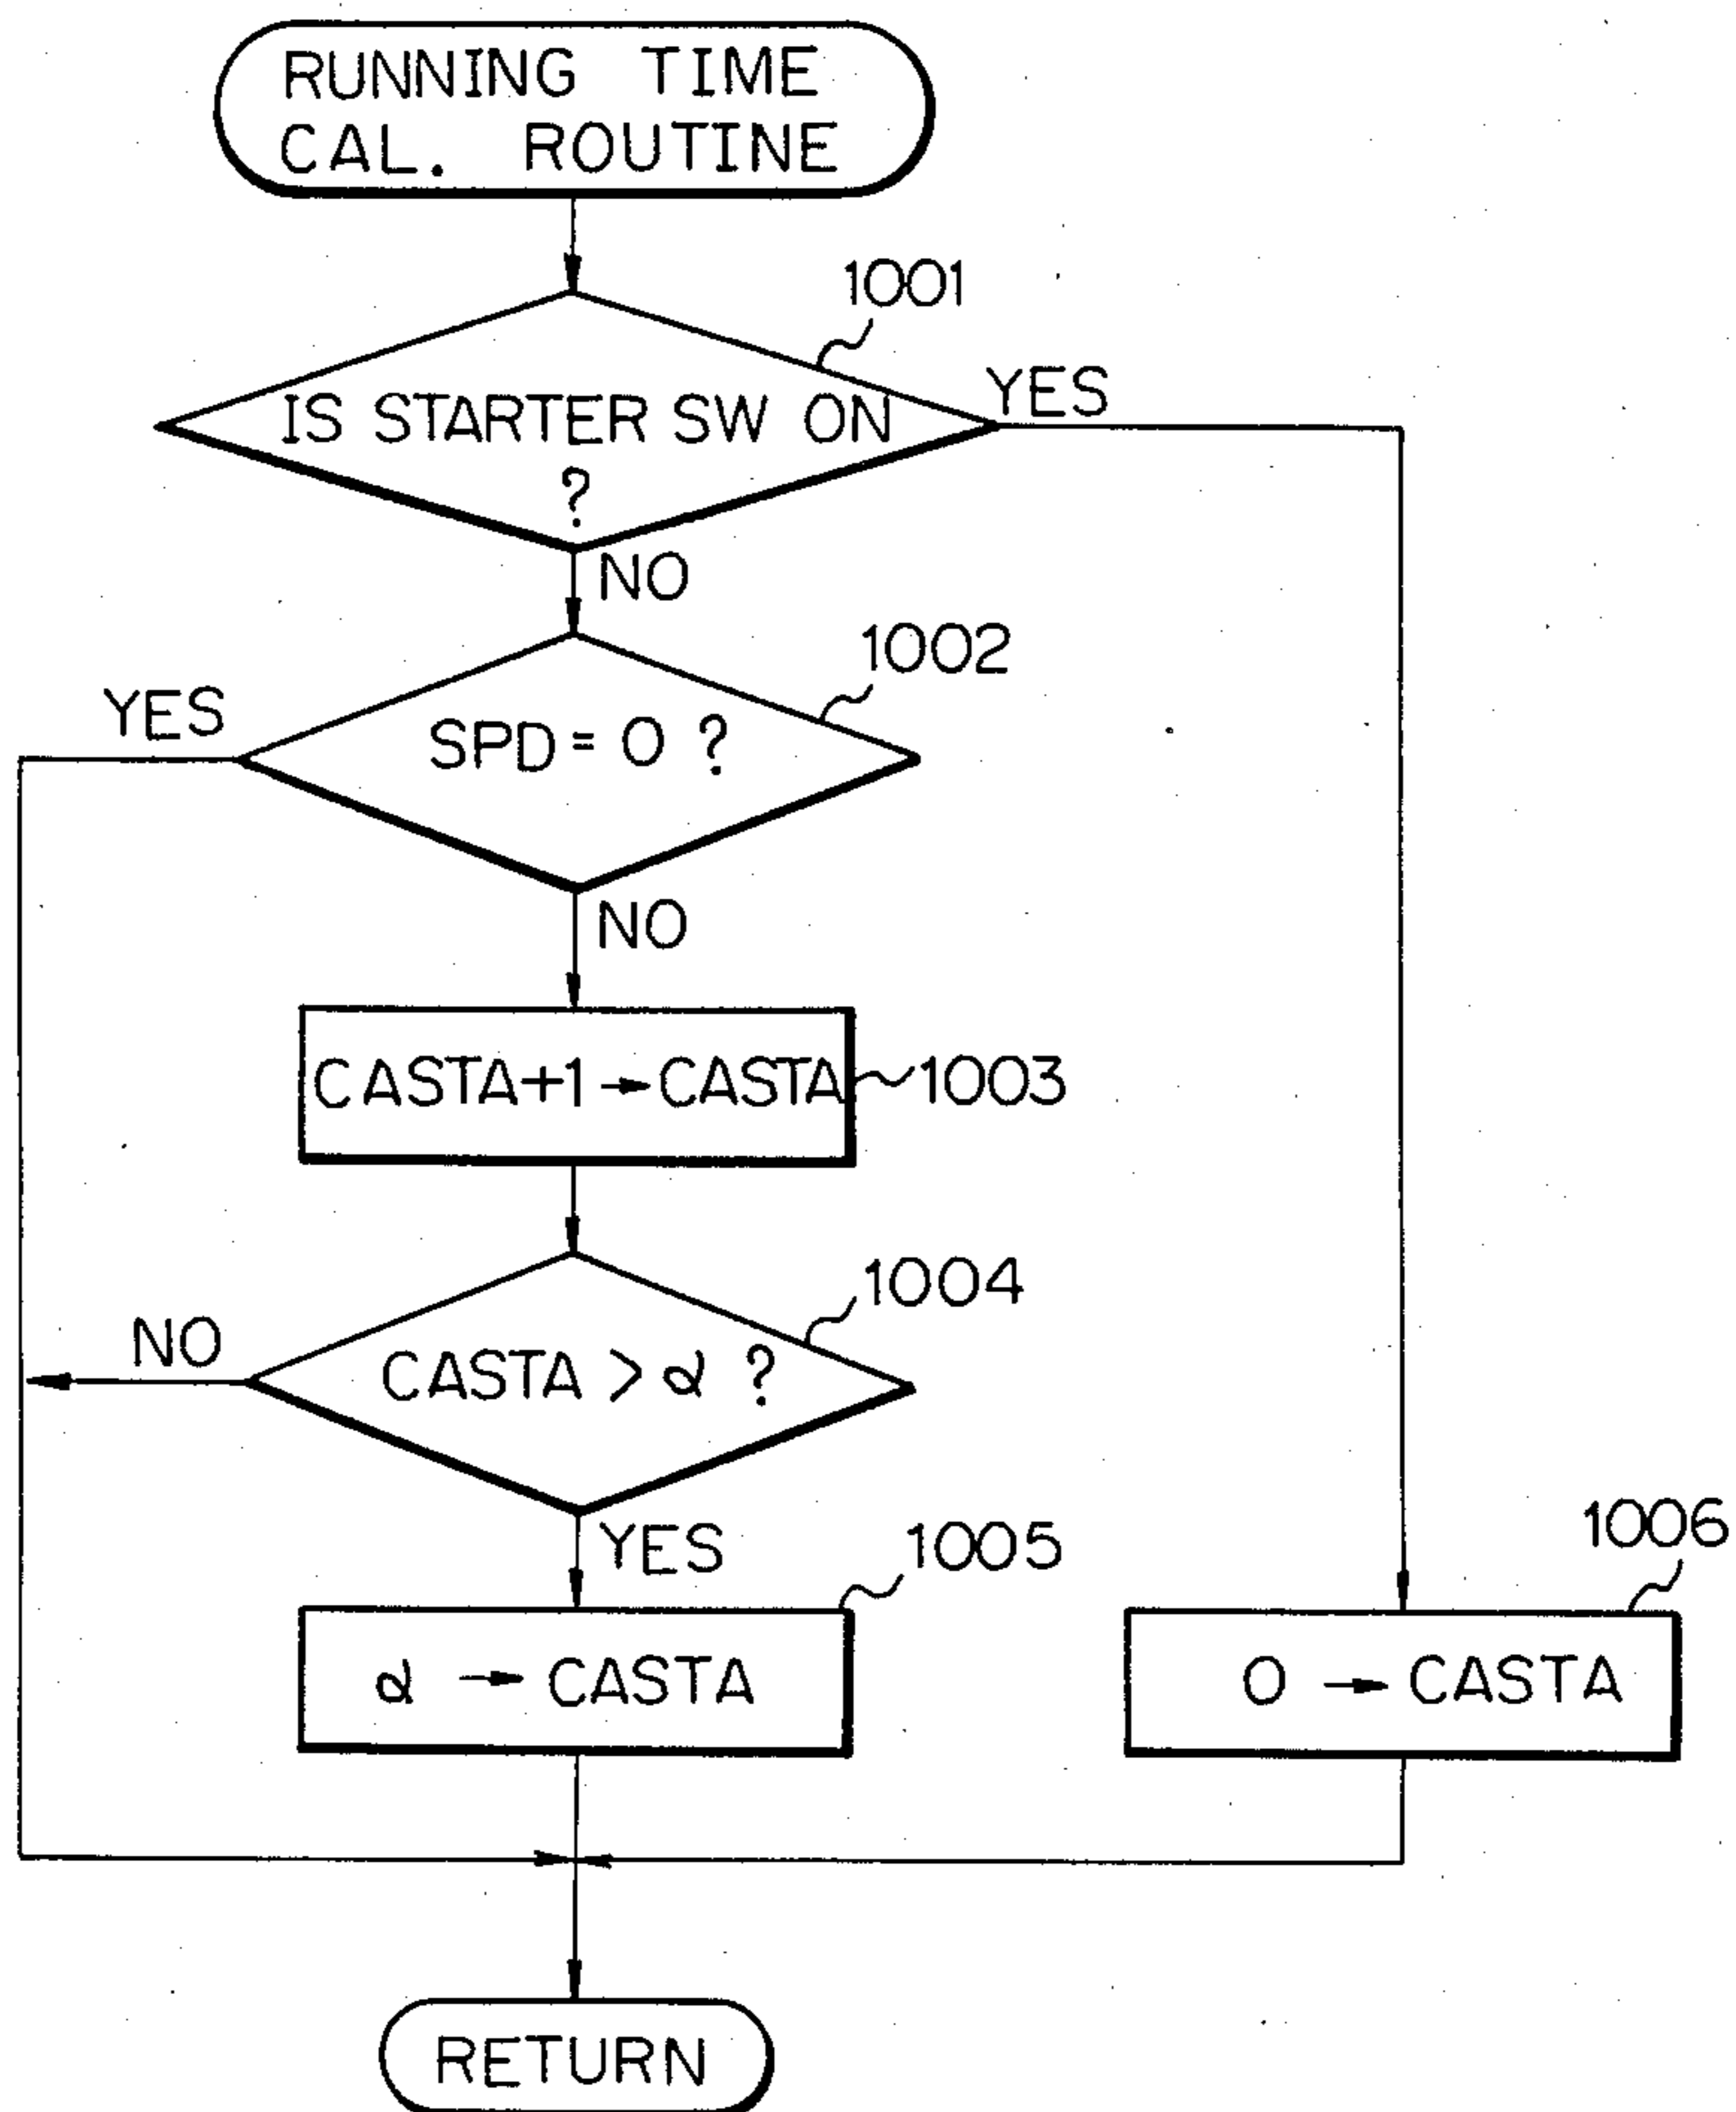 RUNNING TIME
CAL. ROUTINE
1001
IS STARTER SW ON
?
YES
NO
1002
YES
SPD = 0 ?
NO
CASTA+1 → CASTA
1003
1004
NO
CASTA > α ?
YES
1005
1006
α → CASTA
0 → CASTA
RETURN